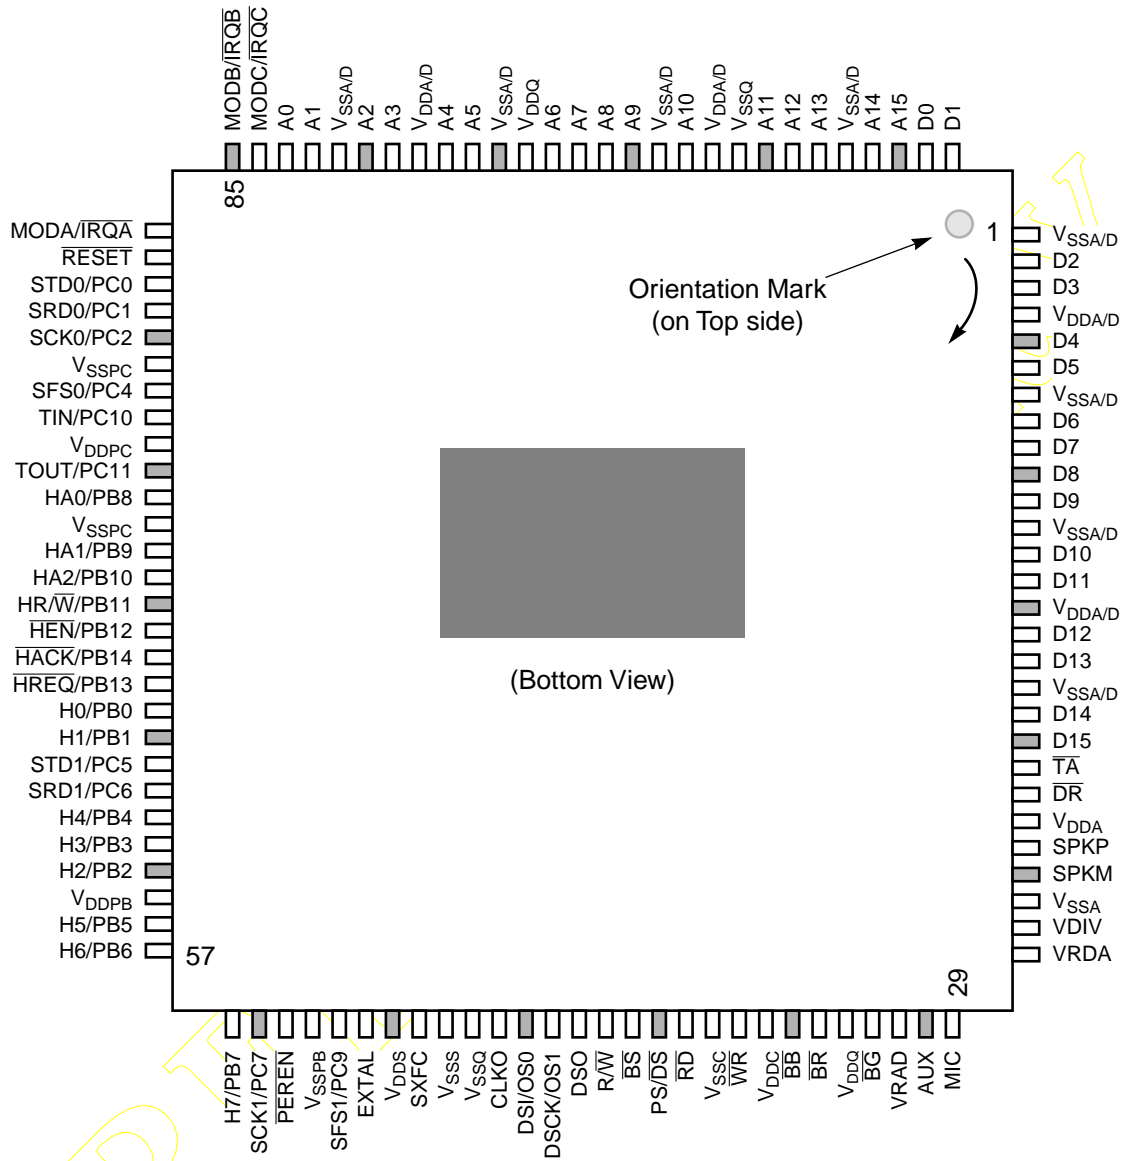 MODB/IRQB
MODC/IRQC
A0
A1
VSSA/D
A2
A3
VDDA/D
A4
A5
VSSA/D
VDDQ
A6
A7
A8
A9
VSSA/D
A10
VDDA/D
VSSQ
A11
A12
A13
VSSA/D
A14
A15
D0
D1
85
1
Orientation Mark
(on Top side)
MODA/IRQA
RESET
STD0/PC0
SRD0/PC1
SCK0/PC2
VSSPC
SFS0/PC4
TIN/PC10
VDDPC
TOUT/PC11
HA0/PB8
VSSPC
HA1/PB9
HA2/PB10
HR/W/PB11
HEN/PB12
HACK/PB14
HREQ/PB13
H0/PB0
H1/PB1
STD1/PC5
SRD1/PC6
H4/PB4
H3/PB3
H2/PB2
VDDPB
H5/PB5
H6/PB6
(Bottom View)
VSSA/D
D2
D3
VDDA/D
D4
D5
VSSA/D
D6
D7
D8
D9
VSSA/D
D10
D11
VDDA/D
D12
D13
VSSA/D
D14
D15
TA
DR
VDDA
SPKP
SPKM
VSSA
VDIV
VRDA
57
29
H7/PB7
SCK1/PC7
PEREN
VSSPB
SFS1/PC9
EXTAL
VDDS
SXFC
VSSS
VSSQ
CLKO
DSI/OS0
DSCK/OS1
DSO
R/W
BS
PS/DS
RD
VSSC
WR
VDDC
BB
BR
VDDQ
BG
VRAD
AUX
MIC